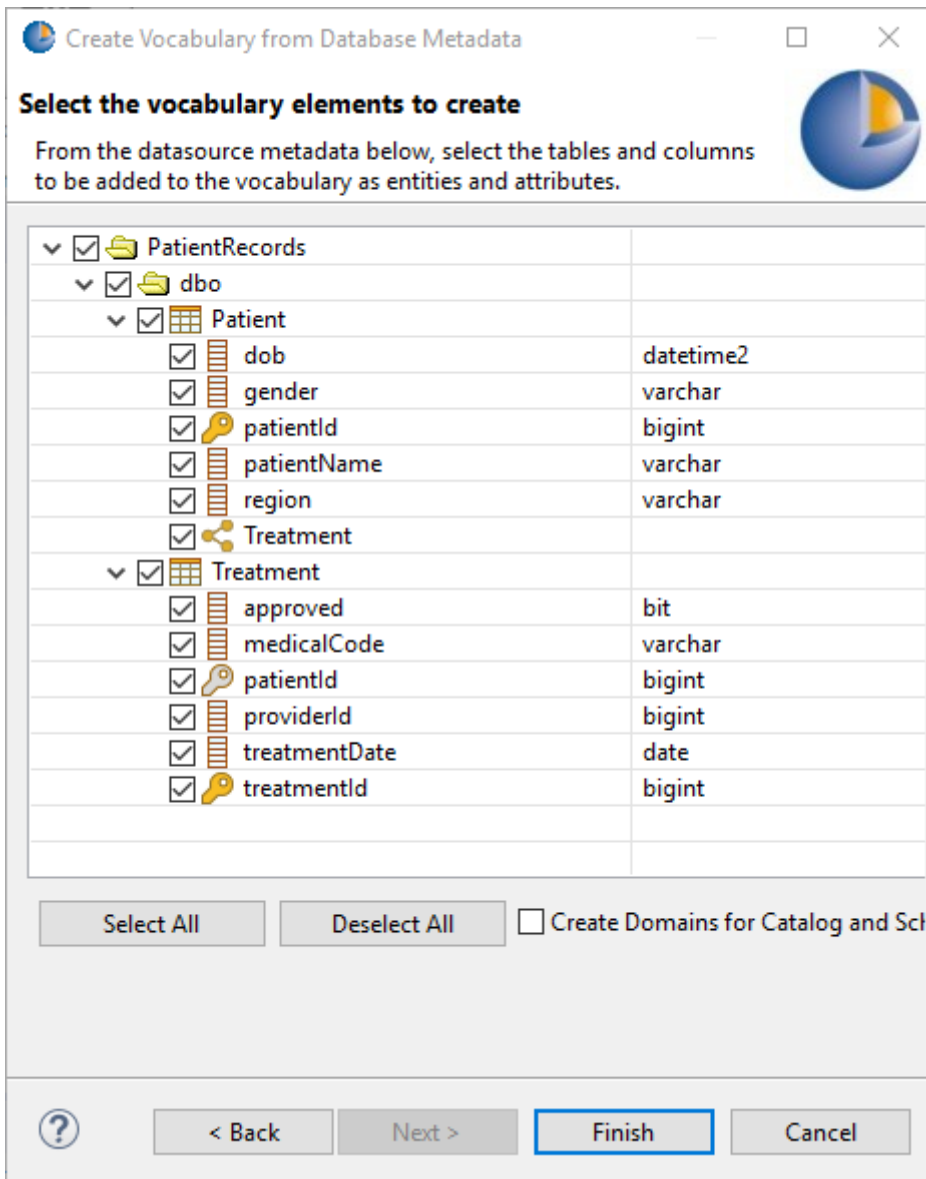 Create Vocabulary from Database Metadata
Select the vocabulary elements to create
From the datasource metadata below, select the tables and columns
to be added to the vocabulary as entities and attributes.
PatientRecords
dbo
Patient
dob datetime2
gender varchar
patientId bigint
patientName varchar
region varchar
Treatment
Treatment
approved bit
medicalCode varchar
patientId bigint
providerId bigint
treatmentDate date
treatmentId bigint
Select All Deselect All Create Domains for Catalog and Sch
? < Back Next > Finish Cancel